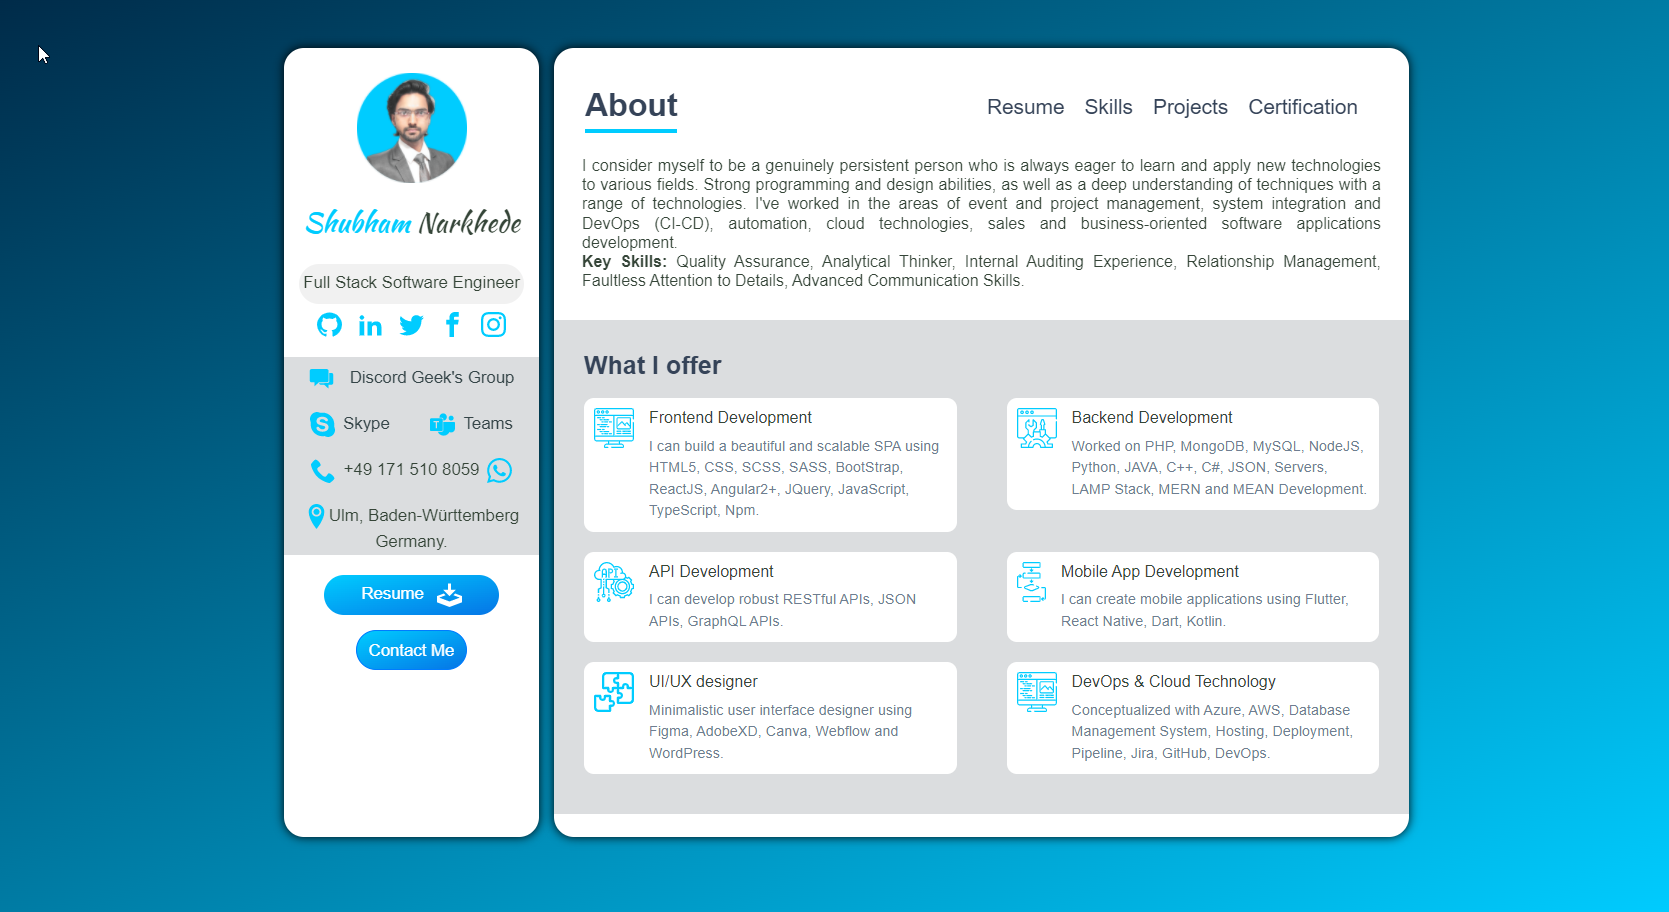 Shubham Narkhede
Full Stack Software Engineer
Discord Geek's Group
Skype Teams
+49 171 510 8059
Ulm, Baden-Württemberg
Germany.
Resume
Contact Me
About Resume Skills Projects Certification
I consider myself to be a genuinely persistent person who is always eager to learn and apply new technologies
to various fields. Strong programming and design abilities, as well as a deep understanding of techniques with a
range of technologies. I've worked in the areas of event and project management, system integration and
DevOps (CI-CD), automation, cloud technologies, sales and business-oriented software applications
development.
Key Skills: Quality Assurance, Analytical Thinker, Internal Auditing Experience, Relationship Management,
Faultless Attention to Details, Advanced Communication Skills.
What I offer
Frontend Development
I can build a beautiful and scalable SPA using
HTML5, CSS, SCSS, SASS, BootStrap,
ReactJS, Angular2+, JQuery, JavaScript,
TypeScript, Npm.
Backend Development
Worked on PHP, MongoDB, MySQL, NodeJS,
Python, JAVA, C++, C#, JSON, Servers,
LAMP Stack, MERN and MEAN Development.
API Development
I can develop robust RESTful APIs, JSON
APIs, GraphQL APIs.
Mobile App Development
I can create mobile applications using Flutter,
React Native, Dart, Kotlin.
UI/UX designer
Minimalistic user interface designer using
Figma, AdobeXD, Canva, Webflow and
WordPress.
DevOps & Cloud Technology
Conceptualized with Azure, AWS, Database
Management System, Hosting, Deployment,
Pipeline, Jira, GitHub, DevOps.